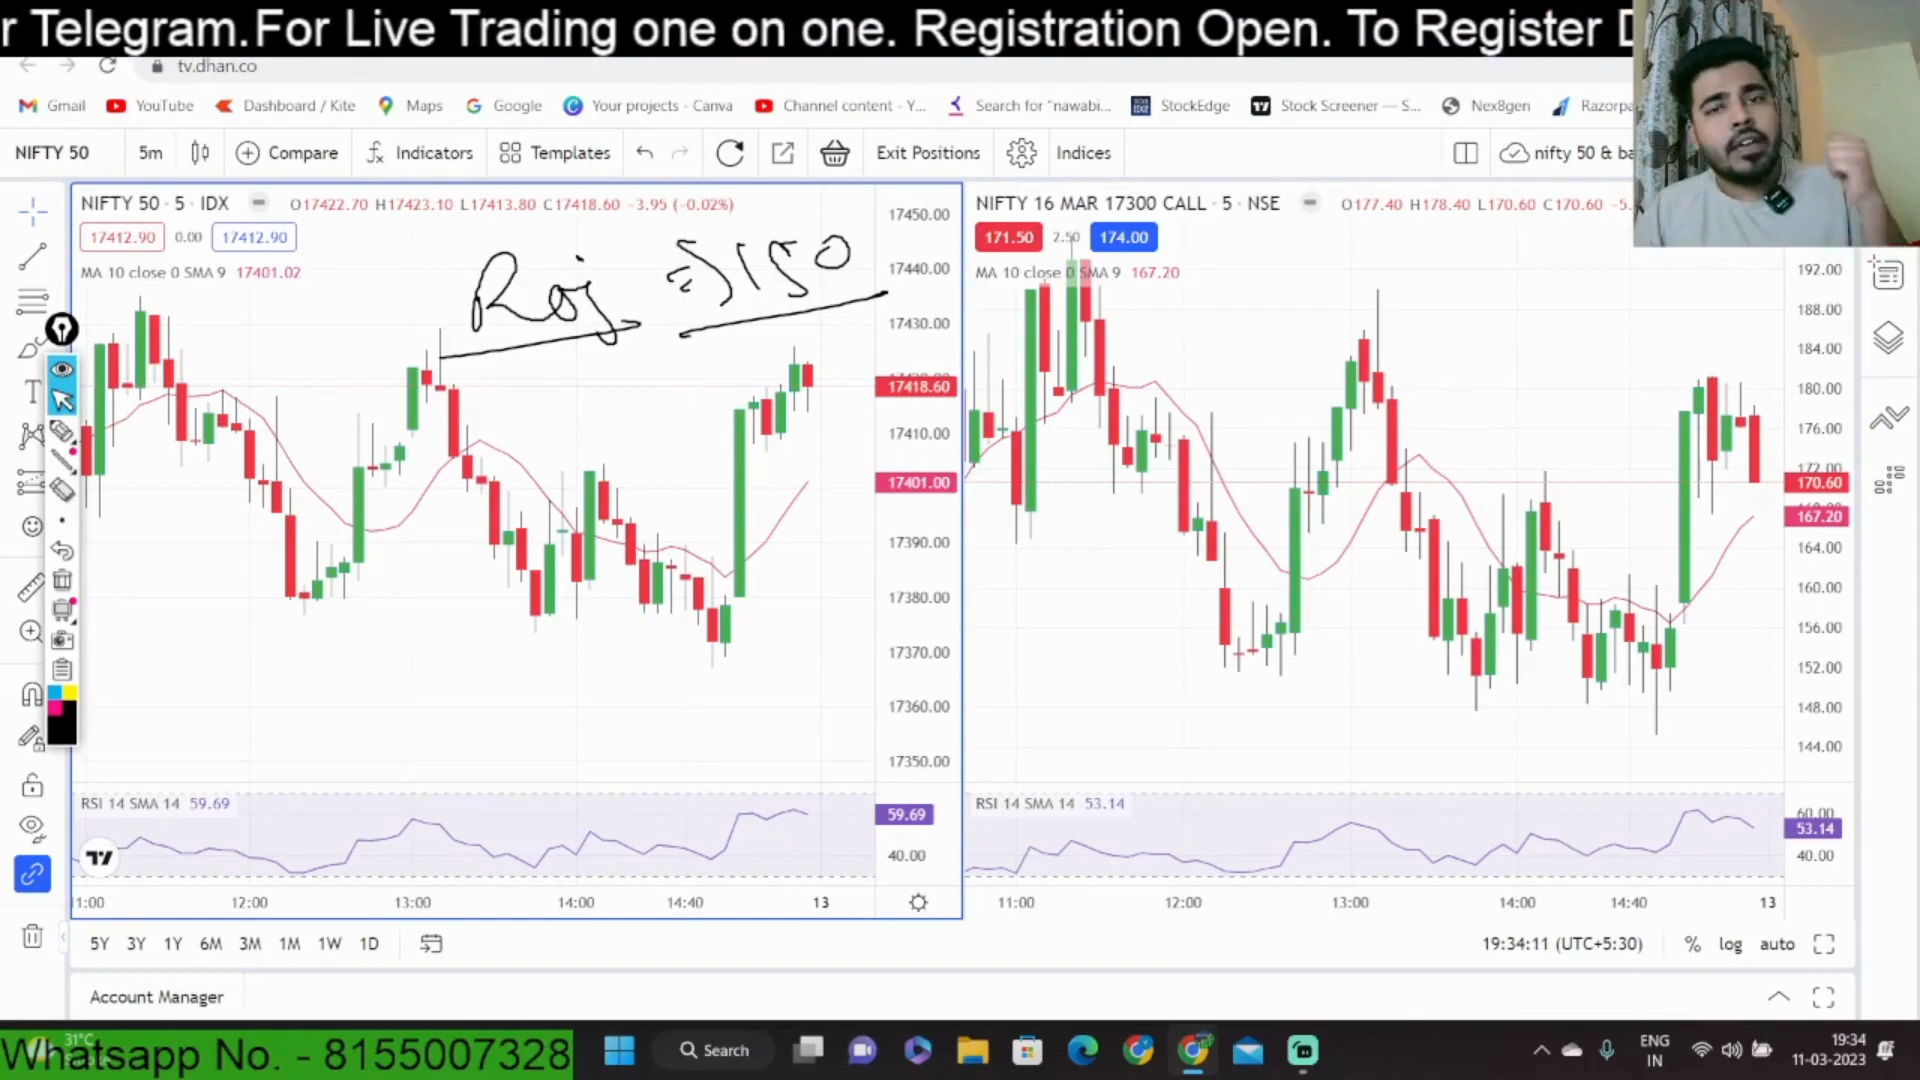 r Telegram.For Live Trading one on one. Registration Open. To Register D
tv.dhan.co
Gmail YouTube Dashboard / Kite Maps Google Your projects - Canva Channel content - Y... Search for "nawabi... StockEdge Stock Screener — S... Nex8gen Razorpa
NIFTY 50 5m Compare Indicators Templates Exit Positions Indices nifty 50 & ba
NIFTY 50 · 5 · IDX O17422.70 H17423.10 L17413.80 C17418.60 −3.95 (−0.02%)
17412.90 0.00 17412.90
MA 10 close 0 SMA 9 17401.02
Roj ⇒ 150
17450.00
17440.00
17430.00
17418.60
17410.00
17401.00
17390.00
17380.00
17370.00
17360.00
17350.00
RSI 14 SMA 14 59.69
59.69
40.00
11:00 12:00 13:00 14:00 14:40 13
NIFTY 16 MAR 17300 CALL · 5 · NSE O177.40 H178.40 L170.60 C170.60 −5.
171.50 2.50 174.00
MA 10 close 0 SMA 9 167.20
192.00
188.00
184.00
180.00
176.00
172.00
170.60
167.20
164.00
160.00
156.00
152.00
148.00
144.00
RSI 14 SMA 14 53.14
60.00
53.14
40.00
11:00 12:00 13:00 14:00 14:40 13
5Y 3Y 1Y 6M 3M 1M 1W 1D 19:34:11 (UTC+5:30) % log auto
Account Manager
31°C
Whatsapp No. - 8155007328
Search
ENG
IN
19:34
11-03-2023